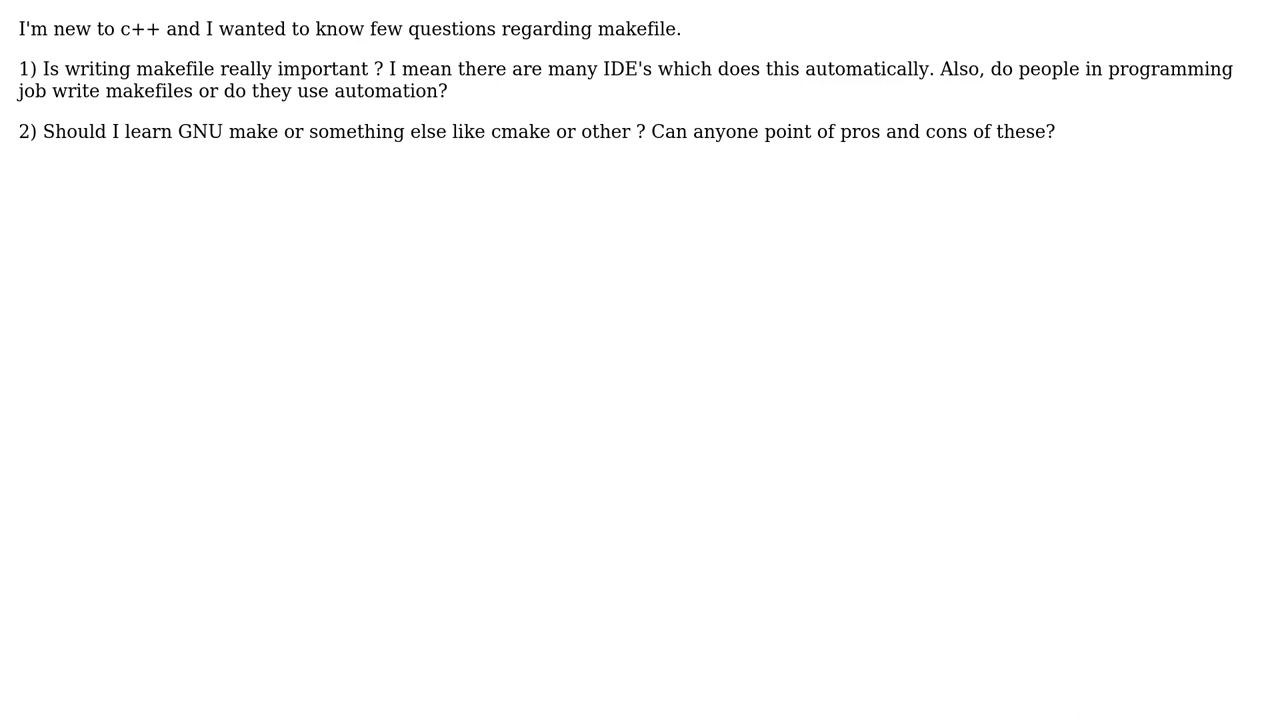 I'm new to c++ and I wanted to know few questions regarding makefile.
1) Is writing makefile really important ? I mean there are many IDE's which does this automatically. Also, do people in programming
job write makefiles or do they use automation?
2) Should I learn GNU make or something else like cmake or other ? Can anyone point of pros and cons of these?